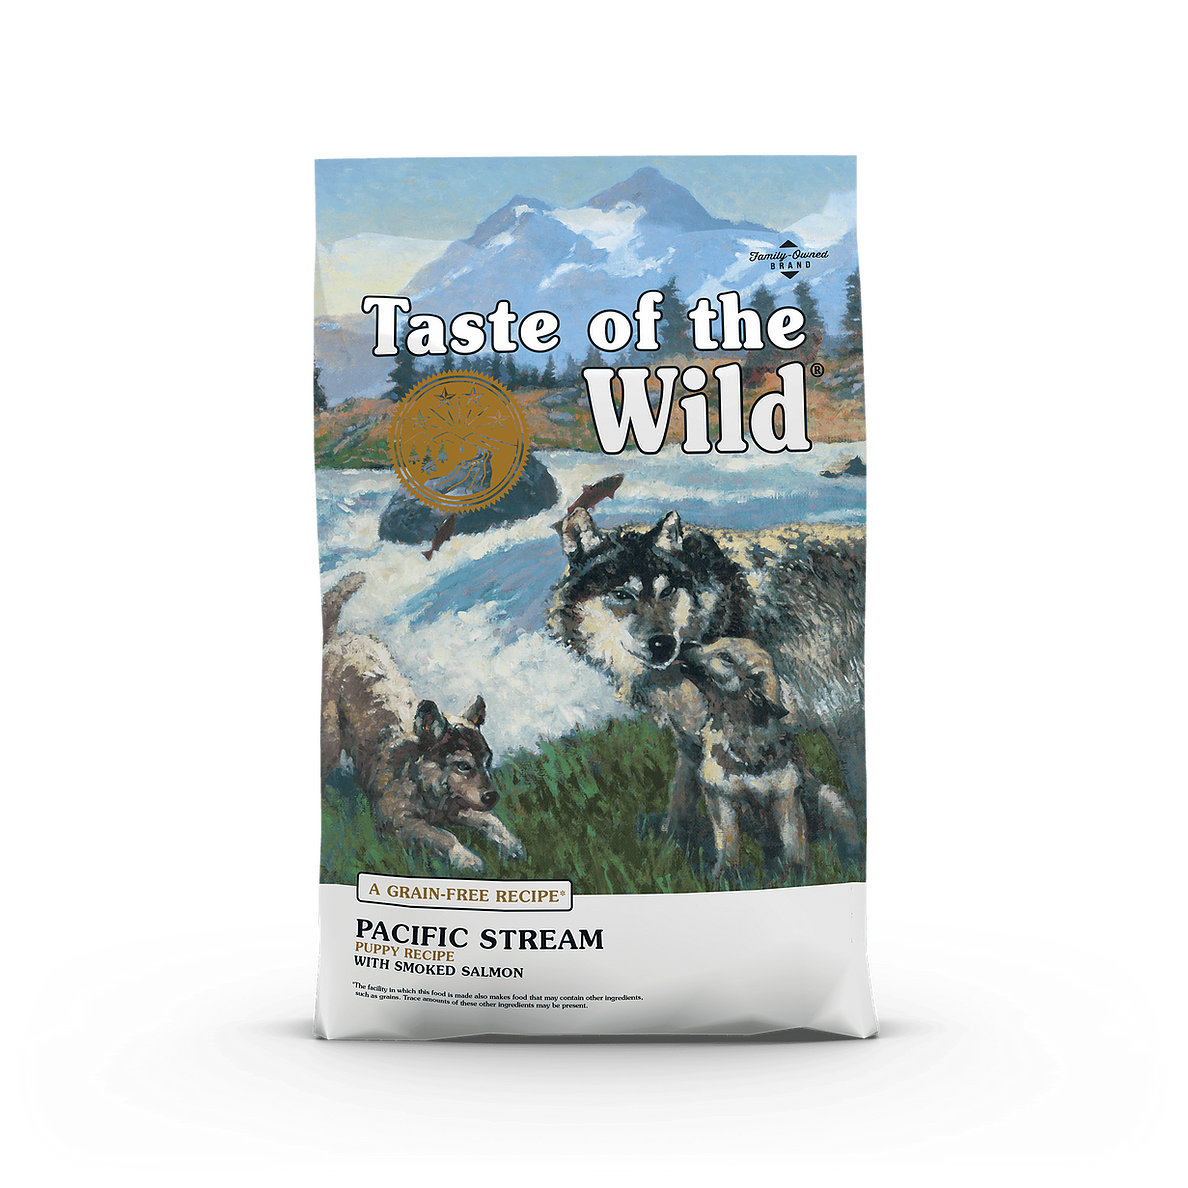 Family-Owned
BRAND
Taste of the
Wild®
A GRAIN-FREE RECIPE*
PACIFIC STREAM
PUPPY RECIPE
WITH SMOKED SALMON
*The facility in which this food is made also makes food that may contain other ingredients,
such as grains. Trace amounts of these other ingredients may be present.